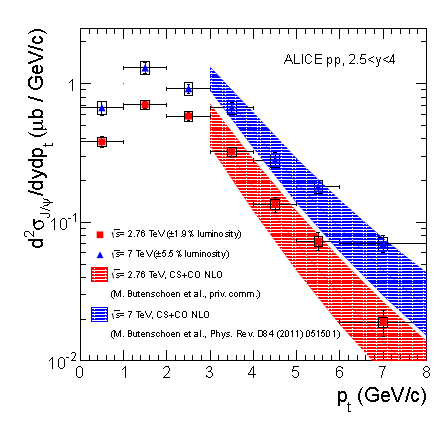 ALICE pp, 2.5<y<4
d²σ_J/ψ/dydp_t (μb / GeV/c)
1
10⁻¹
10⁻²
√s= 2.76 TeV (±1.9% luminosity)
√s= 7 TeV (±5.5% luminosity)
√s= 2.76 TeV, CS+CO NLO
(M. Butenschoen et al., priv. comm.)
√s= 7 TeV, CS+CO NLO
(M. Butenschoen et al., Phys. Rev. D84 (2011) 051501)
0 1 2 3 4 5 6 7 8
p_t (GeV/c)